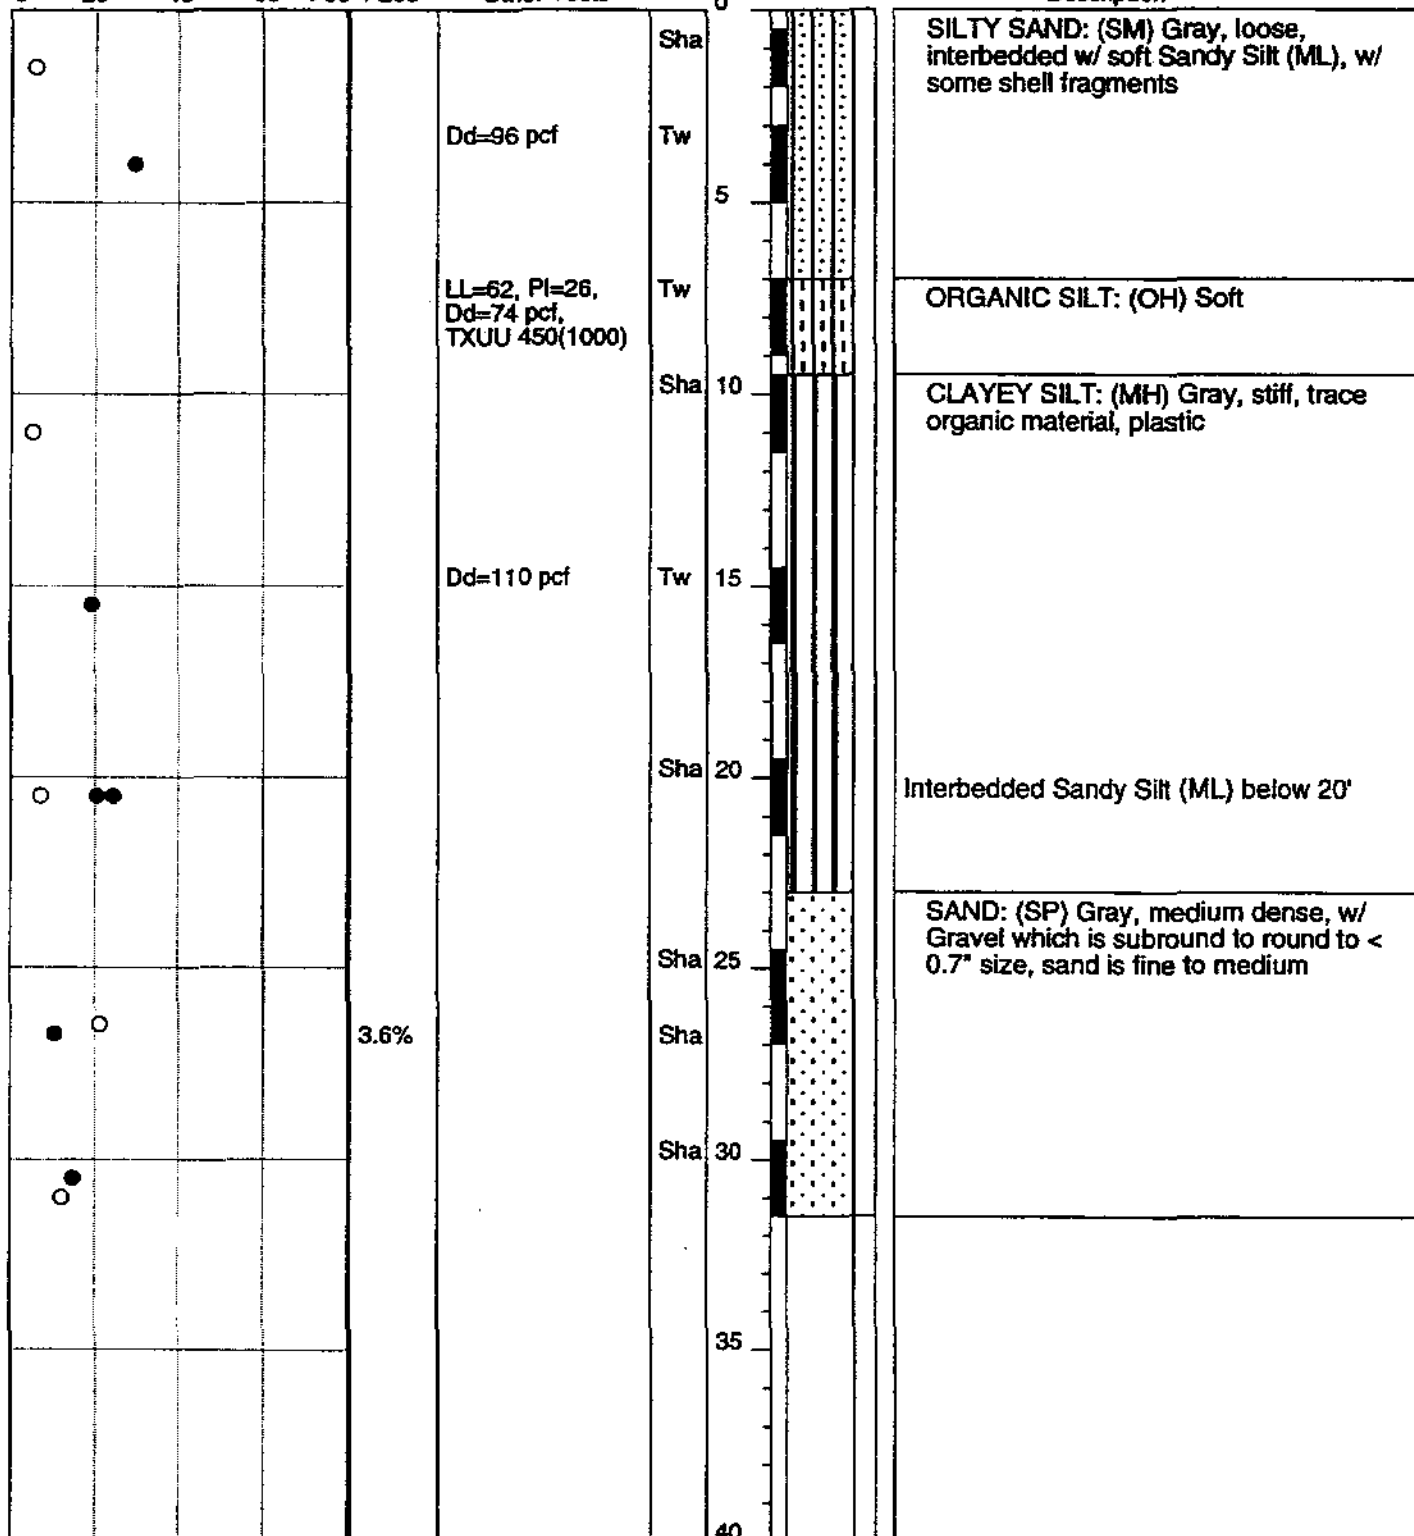 0
SILTY SAND: (SM) Gray, loose,
interbedded w/ soft Sandy Silt (ML), w/
some shell fragments
Sha
Dd=96 pcf
Tw
5
LL=62, PI=26,
Dd=74 pcf,
TXUU 450(1000)
Tw
ORGANIC SILT: (OH) Soft
Sha
10
CLAYEY SILT: (MH) Gray, stiff, trace
organic material, plastic
Dd=110 pcf
Tw
15
Sha
20
Interbedded Sandy Silt (ML) below 20'
SAND: (SP) Gray, medium dense, w/
Gravel which is subround to round to <
0.7" size, sand is fine to medium
Sha
25
3.6%
Sha
Sha
30
35
40